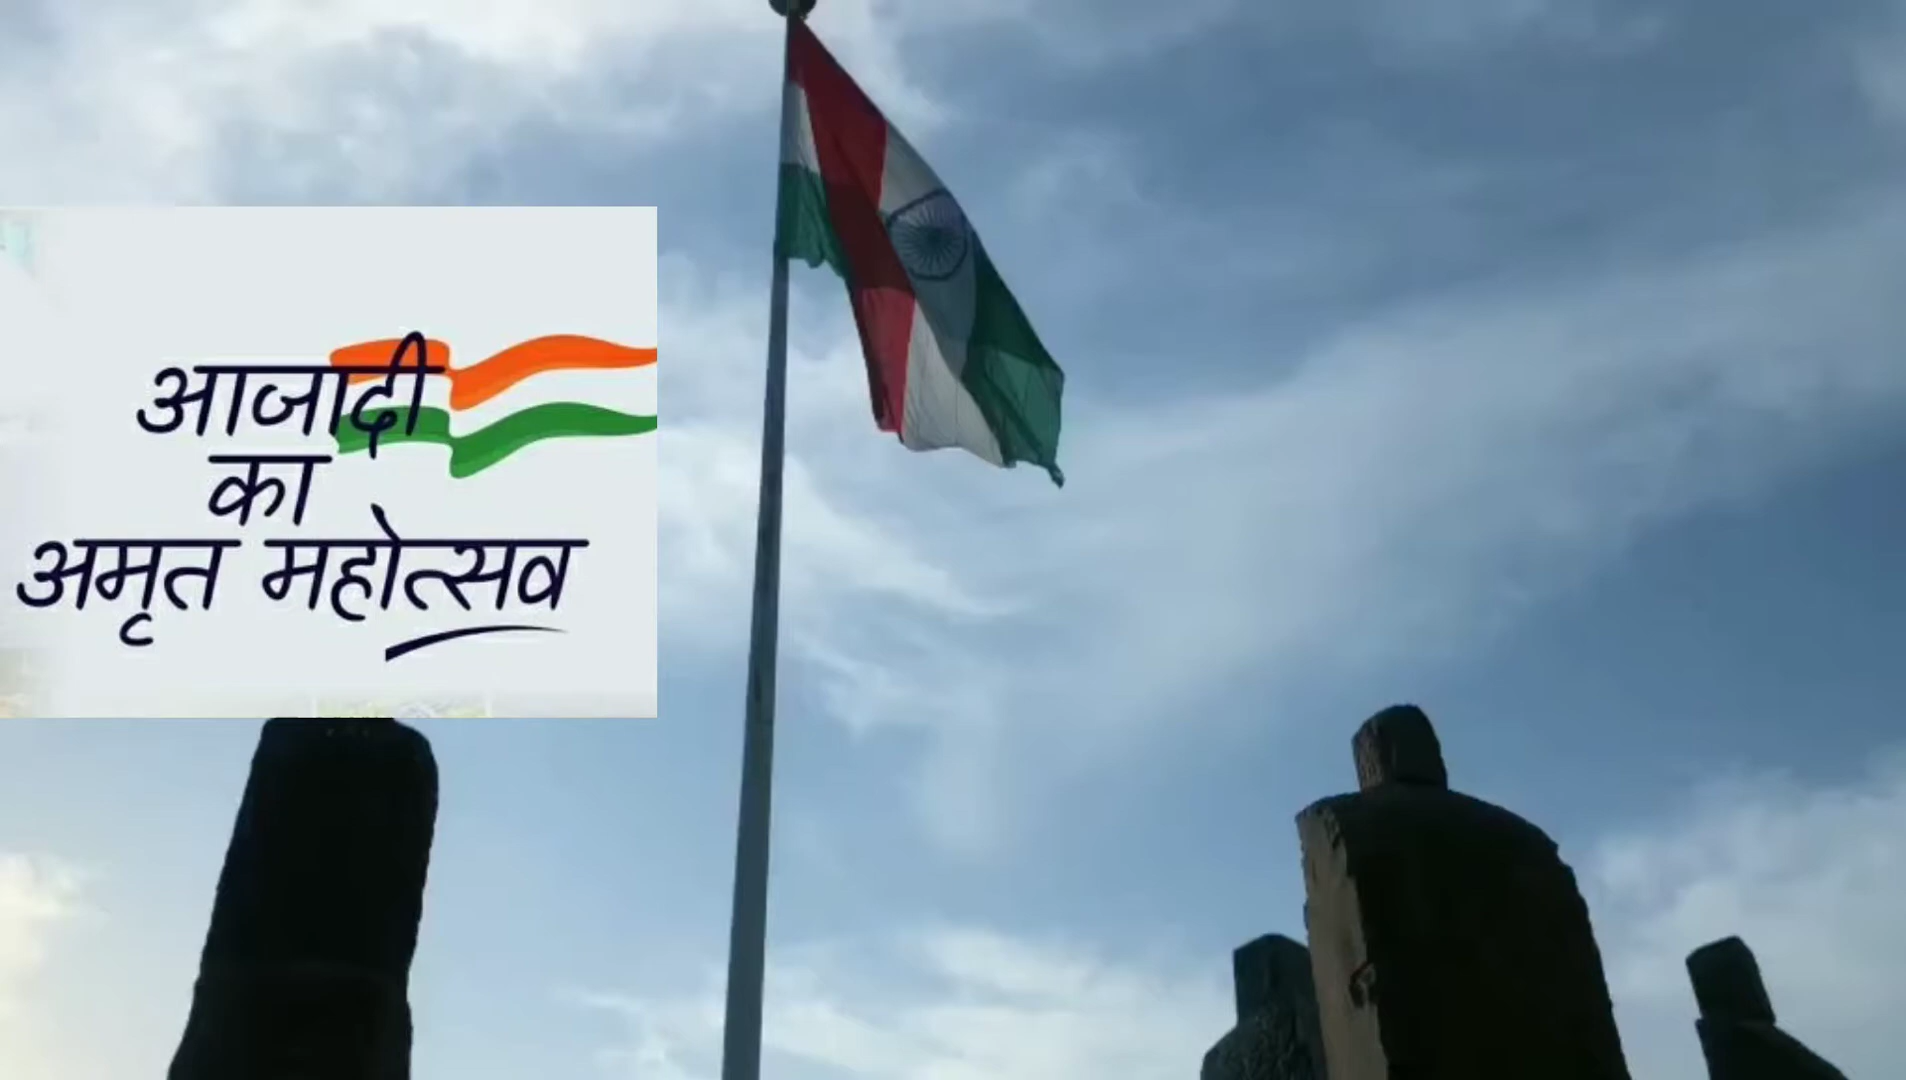 आजादी
का
अमृत महोत्सव